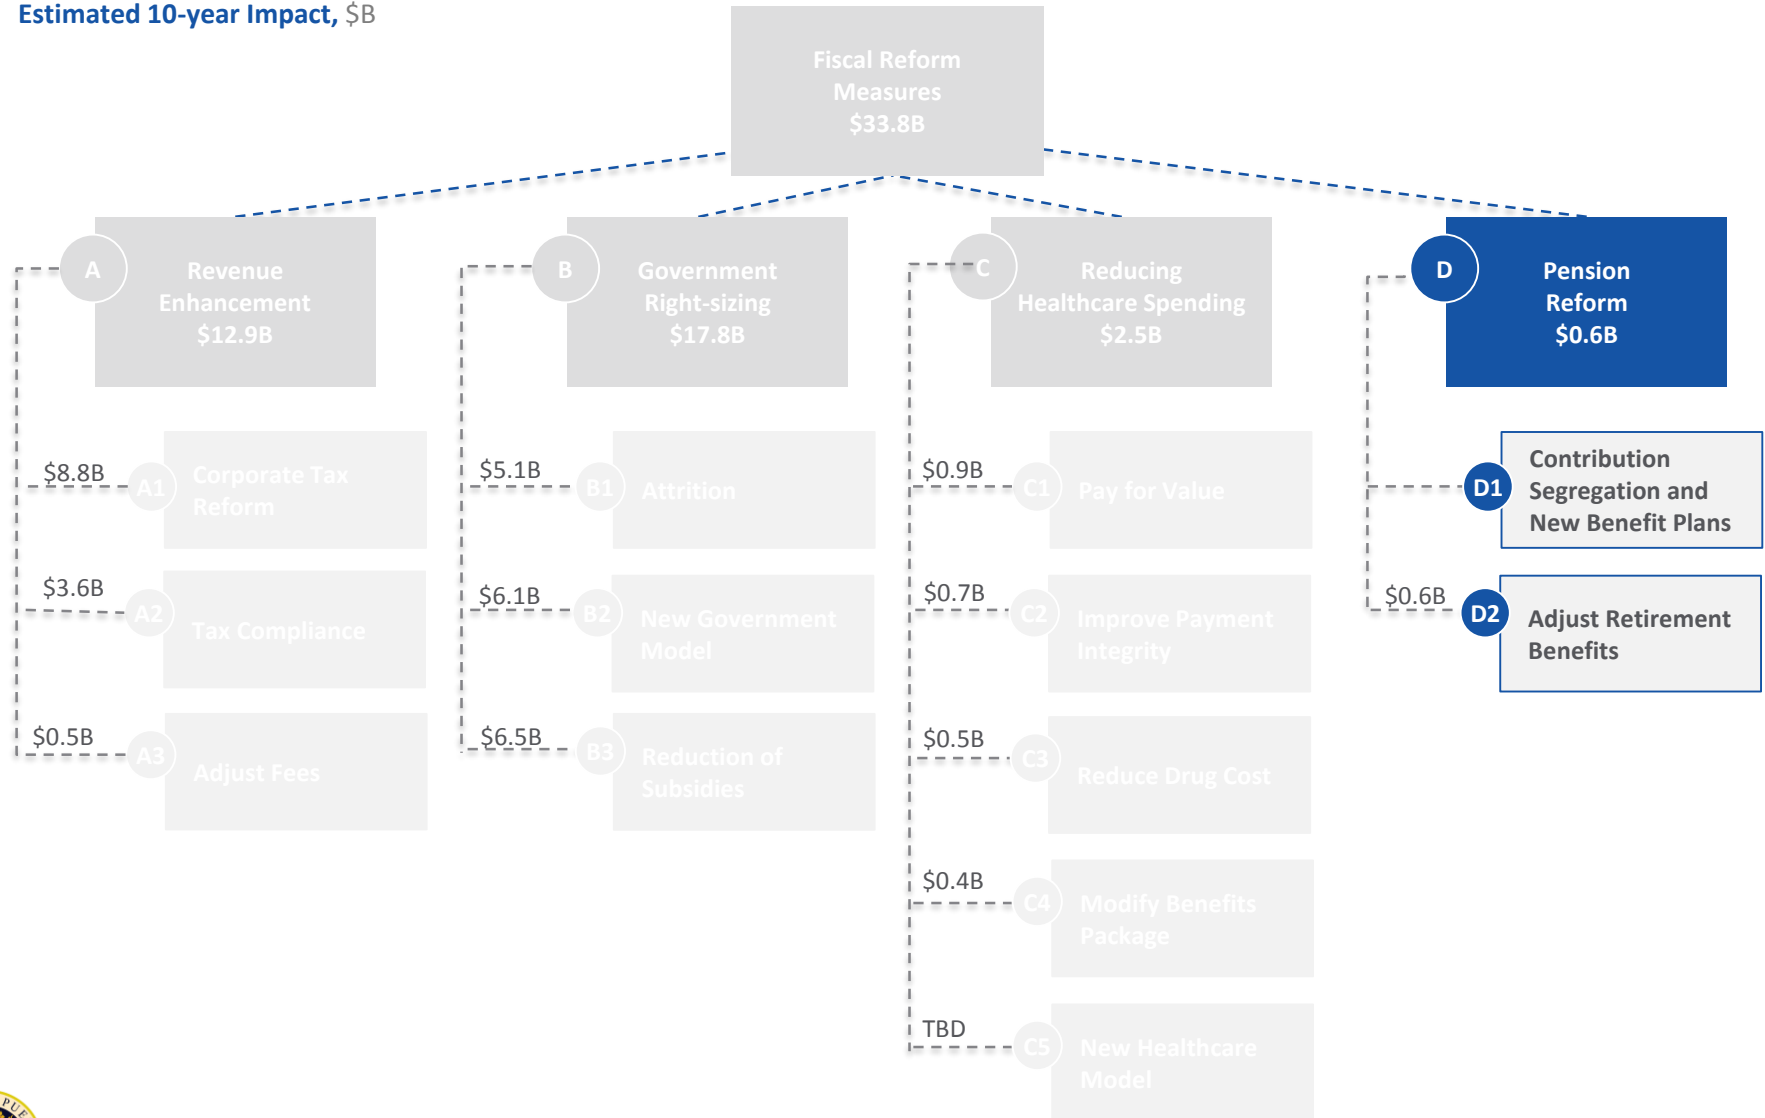 Estimated 10-year Impact, $B
Fiscal Reform
Measures
$33.8B
A
Revenue
Enhancement
$12.9B
$8.8B
A1
Corporate Tax
Reform
$3.6B
A2
Tax Compliance
$0.5B
A3
Adjust Fees
B
Government
Right-sizing
$17.8B
$5.1B
B1
Attrition
$6.1B
B2
New Government
Model
$6.5B
B3
Reduction of
Subsidies
C
Reducing
Healthcare Spending
$2.5B
$0.9B
C1
Pay for Value
$0.7B
C2
Improve Payment
Integrity
$0.5B
C3
Reduce Drug Cost
$0.4B
C4
Modify Benefits
Package
TBD
C5
New Healthcare
Model
D
Pension
Reform
$0.6B
D1
Contribution
Segregation and
New Benefit Plans
$0.6B
D2
Adjust Retirement
Benefits